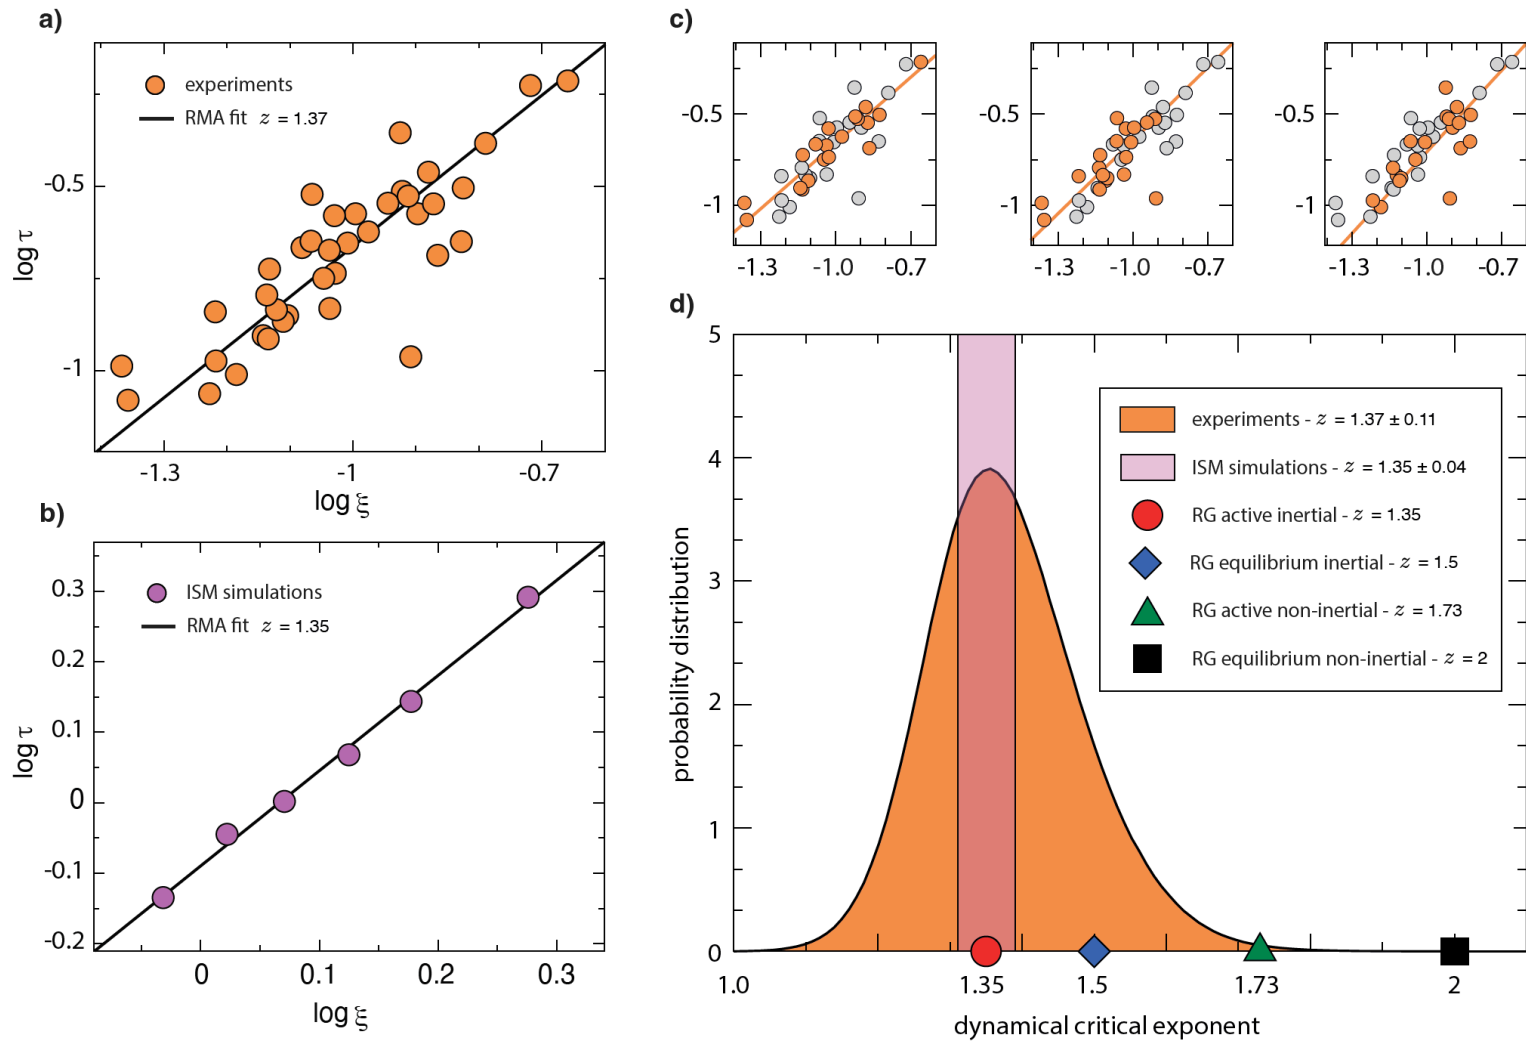 a)
experiments
RMA fit z = 1.37
-0.5
-1
log τ
-1.3
-1
-0.7
log ξ
b)
ISM simulations
RMA fit z = 1.35
0.3
0.2
0.1
0
-0.1
-0.2
log τ
0
0.1
0.2
0.3
log ξ
c)
-0.5
-1
-1.3
-1.0
-0.7
-0.5
-1
-1.3
-1.0
-0.7
-0.5
-1
-1.3
-1.0
-0.7
d)
5
4
3
2
1
0
probability distribution
experiments - z = 1.37 ± 0.11
ISM simulations - z = 1.35 ± 0.04
RG active inertial - z = 1.35
RG equilibrium inertial - z = 1.5
RG active non-inertial - z = 1.73
RG equilibrium non-inertial - z = 2
1.0
1.35
1.5
1.73
2
dynamical critical exponent